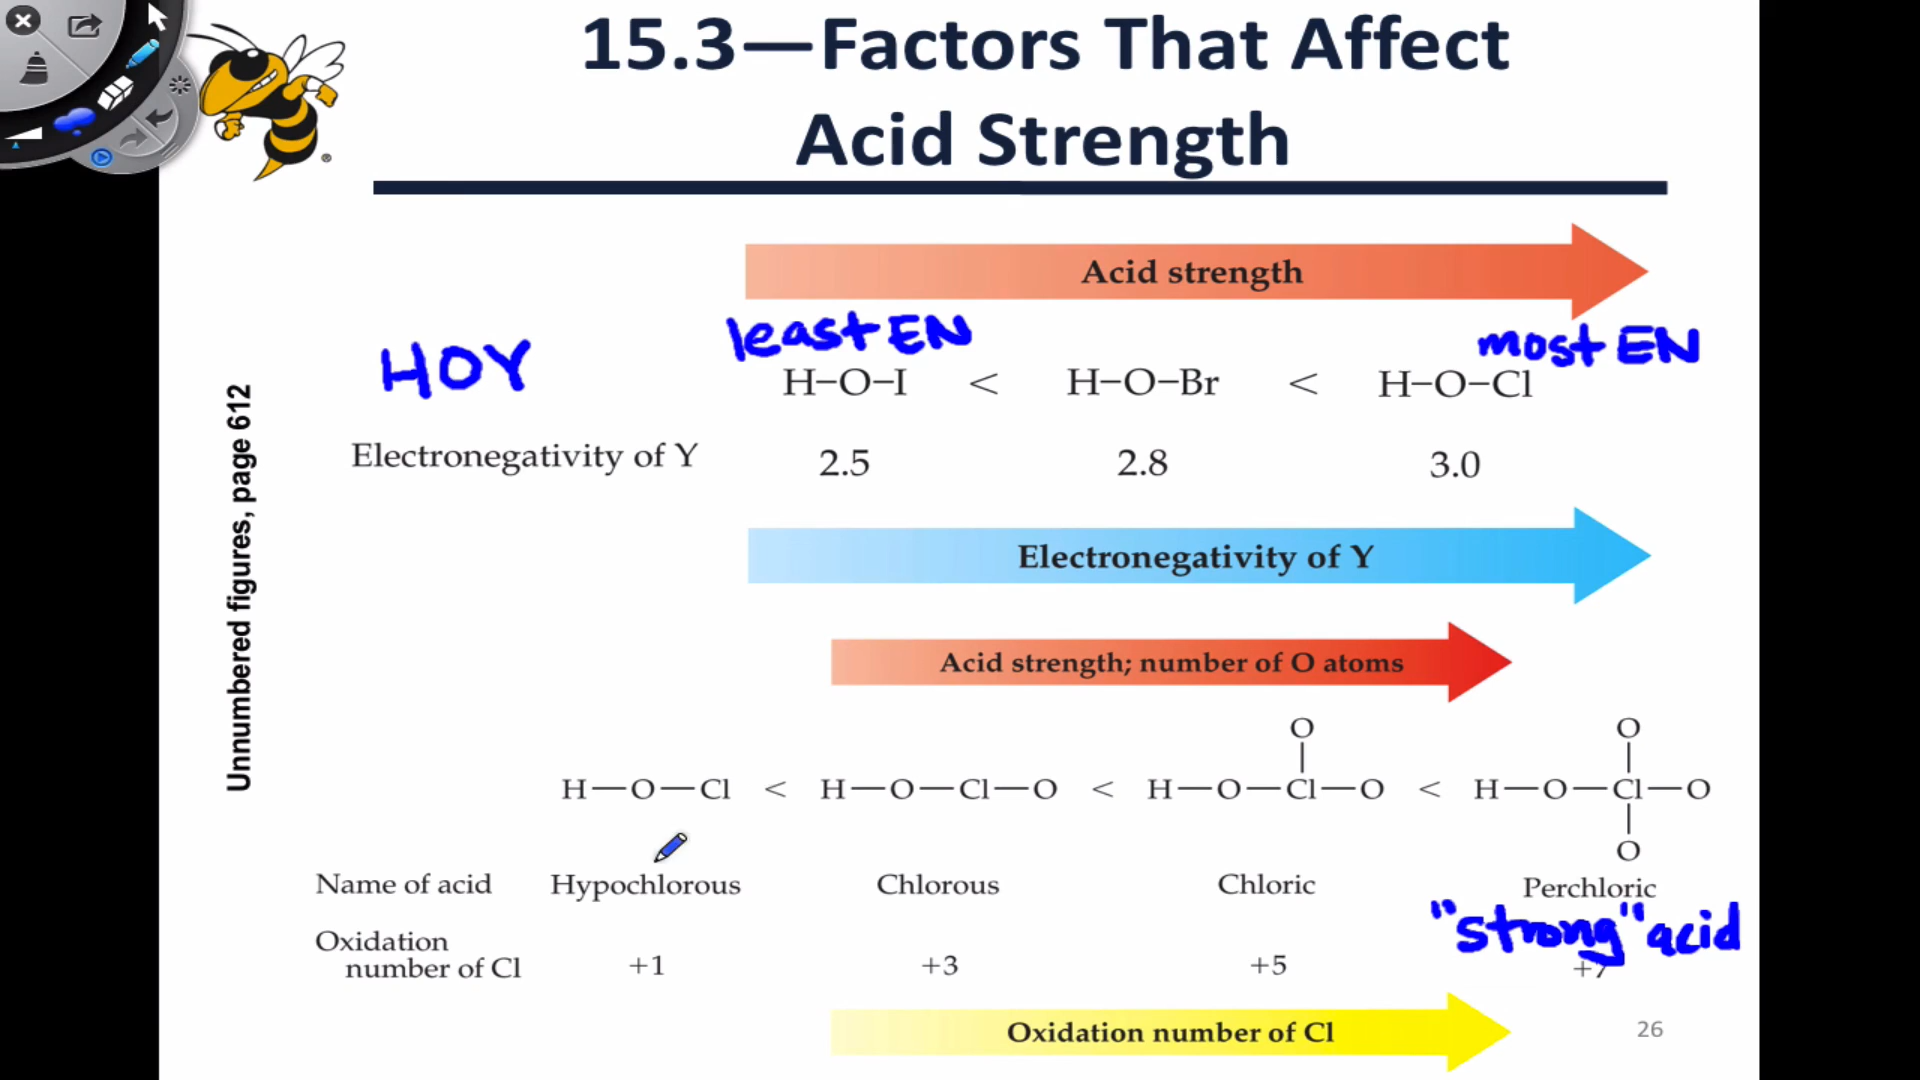 15.3—Factors That Affect
Acid Strength
Acid strength
HOY
least EN
most EN
H–O–I < H–O–Br < H–O–Cl
Electronegativity of Y 2.5 2.8 3.0
Electronegativity of Y
Unnumbered figures, page 612
Acid strength; number of O atoms
O O
H—O—Cl < H—O—Cl—O < H—O—Cl—O < H—O—Cl—O
O
Name of acid Hypochlorous Chlorous Chloric Perchloric
"strong" acid
Oxidation
number of Cl +1 +3 +5 +7
Oxidation number of Cl
26
®